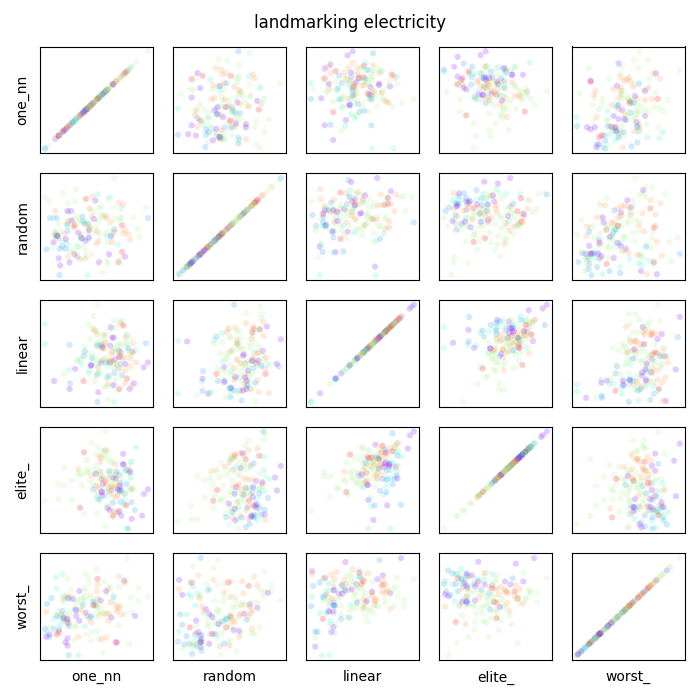 landmarking electricity
one_nn
random
linear
elite_
worst_
one_nn random linear elite_ worst_